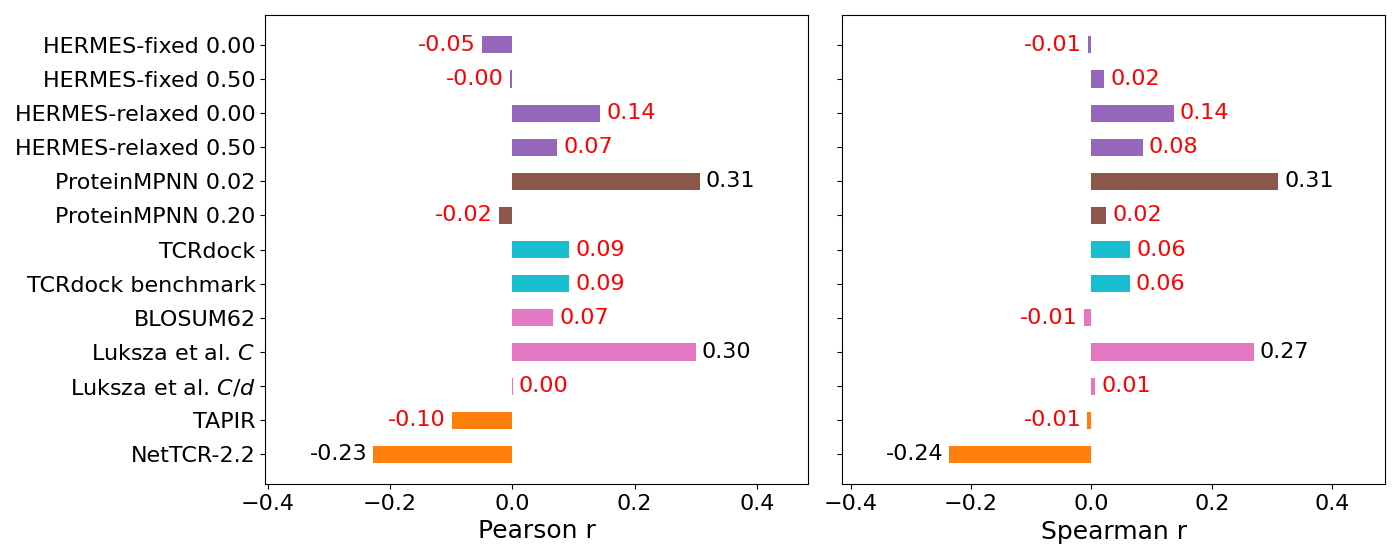 HERMES-fixed 0.00 -0.05 -0.01
HERMES-fixed 0.50 -0.00 0.02
HERMES-relaxed 0.00 0.14 0.14
HERMES-relaxed 0.50 0.07 0.08
ProteinMPNN 0.02 0.31 0.31
ProteinMPNN 0.20 -0.02 0.02
TCRdock 0.09 0.06
TCRdock benchmark 0.09 0.06
BLOSUM62 0.07 -0.01
Luksza et al. C 0.30 0.27
Luksza et al. C/d 0.00 0.01
TAPIR -0.10 -0.01
NetTCR-2.2 -0.23 -0.24
−0.4 −0.2 0.0 0.2 0.4 −0.4 −0.2 0.0 0.2 0.4
Pearson r Spearman r